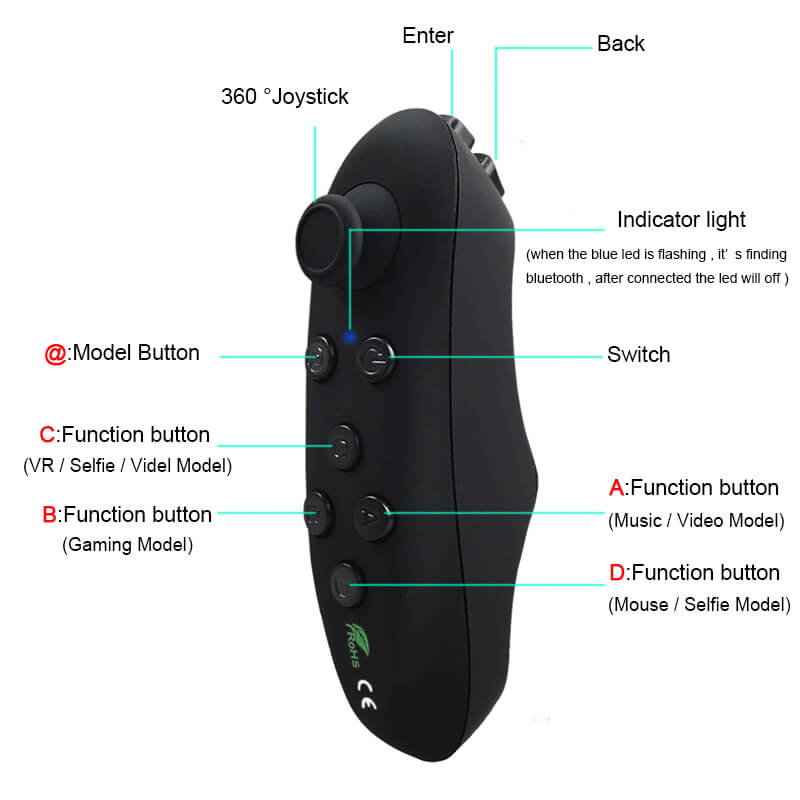 Enter
Back
360 °Joystick
Indicator light
(when the blue led is flashing , it' s finding
bluetooth , after connected the led will off )
@:Model Button
Switch
C:Function button
(VR / Selfie / Videl Model)
A:Function button
(Music / Video Model)
B:Function button
(Gaming Model)
D:Function button
(Mouse / Selfie Model)
@
C
B
A
D
RoHS
CE